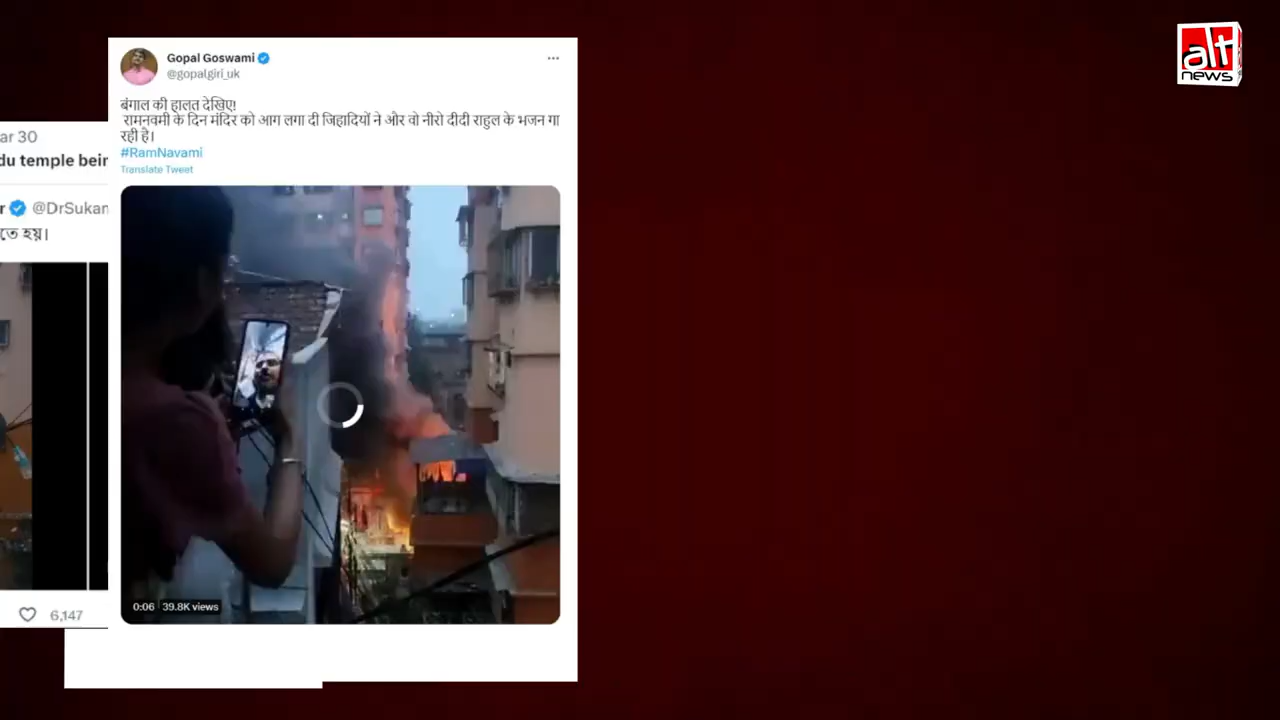 alt
news
Gopal Goswami
@gopalgiri_uk
बंगाल की हालत देखिए!
रामनवमी के दिन मंदिर को आग लगा दी जिहादियों ने और वो नीरो दीदी राहुल के भजन गा
रही है।
#RamNavami
Translate Tweet
0:06 39.8K views
ar 30
du temple bein
r @DrSukan
তে হয়।
6,147